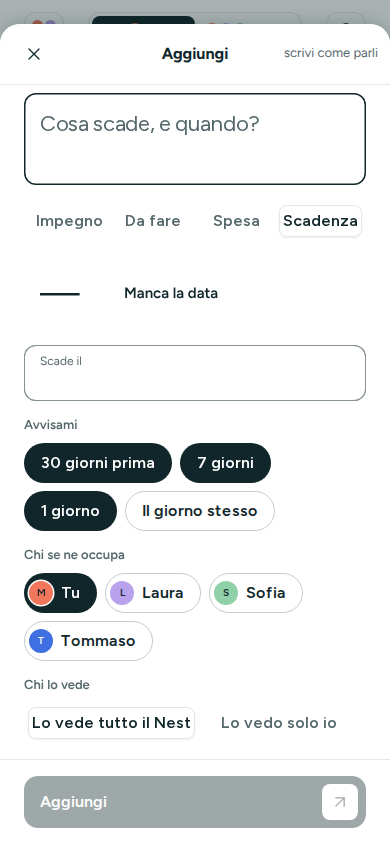 Aggiungi
scrivi come parli
Cosa scade, e quando?
Impegno Da fare Spesa Scadenza
Manca la data
Scade il
Avvisami
30 giorni prima 7 giorni
1 giorno Il giorno stesso
Chi se ne occupa
M Tu L Laura S Sofia
T Tommaso
Chi lo vede
Lo vede tutto il Nest Lo vedo solo io
Aggiungi